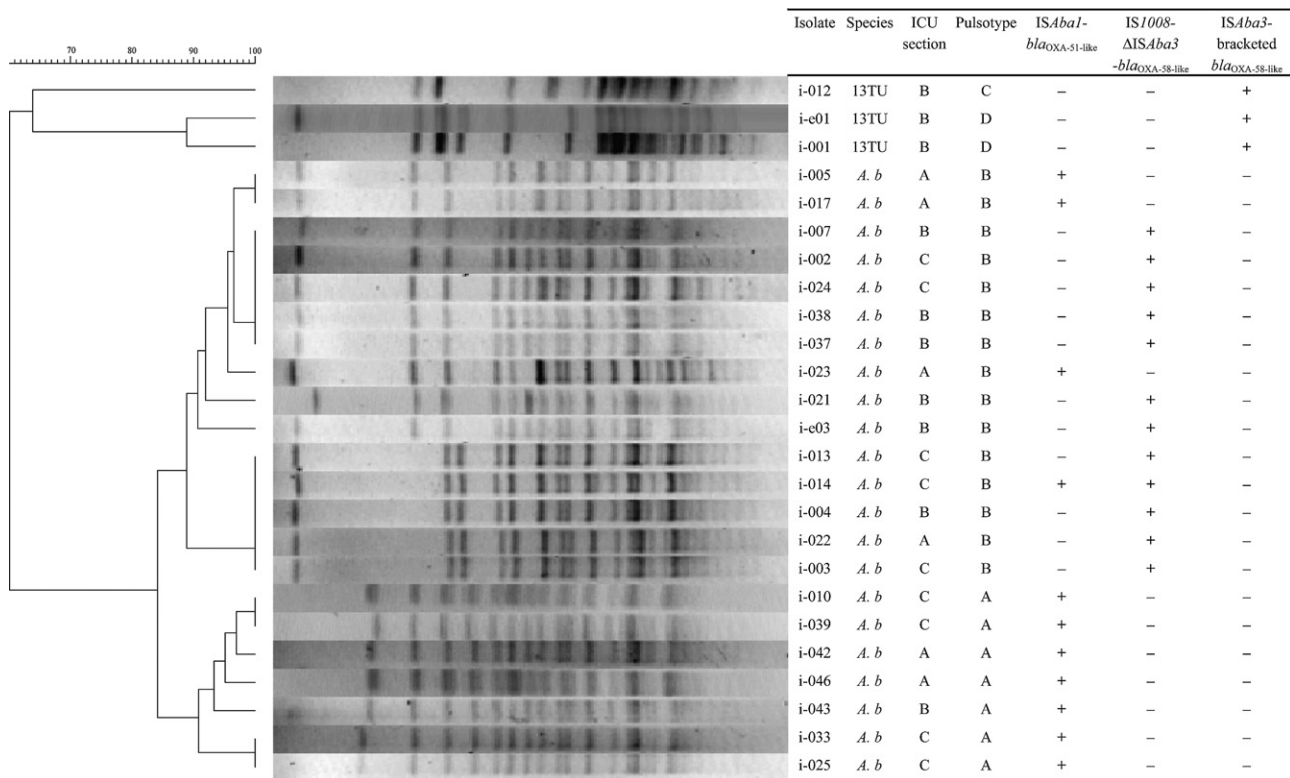 Isolate Species ICU section Pulsotype ISAba1-blaOXA-51-like IS1008-ΔISAba3-blaOXA-58-like ISAba3-bracketed blaOXA-58-like
70 80 90 100
i-012 13TU B C – – +
i-e01 13TU B D – – +
i-001 13TU B D – – +
i-005 A. b A B + – –
i-017 A. b A B + – –
i-007 A. b B B – + –
i-002 A. b C B – + –
i-024 A. b C B – + –
i-038 A. b B B – + –
i-037 A. b B B – + –
i-023 A. b A B + – –
i-021 A. b B B – + –
i-e03 A. b B B – + –
i-013 A. b C B – + –
i-014 A. b C B + + –
i-004 A. b B B – + –
i-022 A. b A B – + –
i-003 A. b C B – + –
i-010 A. b C A + – –
i-039 A. b C A + – –
i-042 A. b A A + – –
i-046 A. b A A + – –
i-043 A. b B A + – –
i-033 A. b C A + – –
i-025 A. b C A + – –